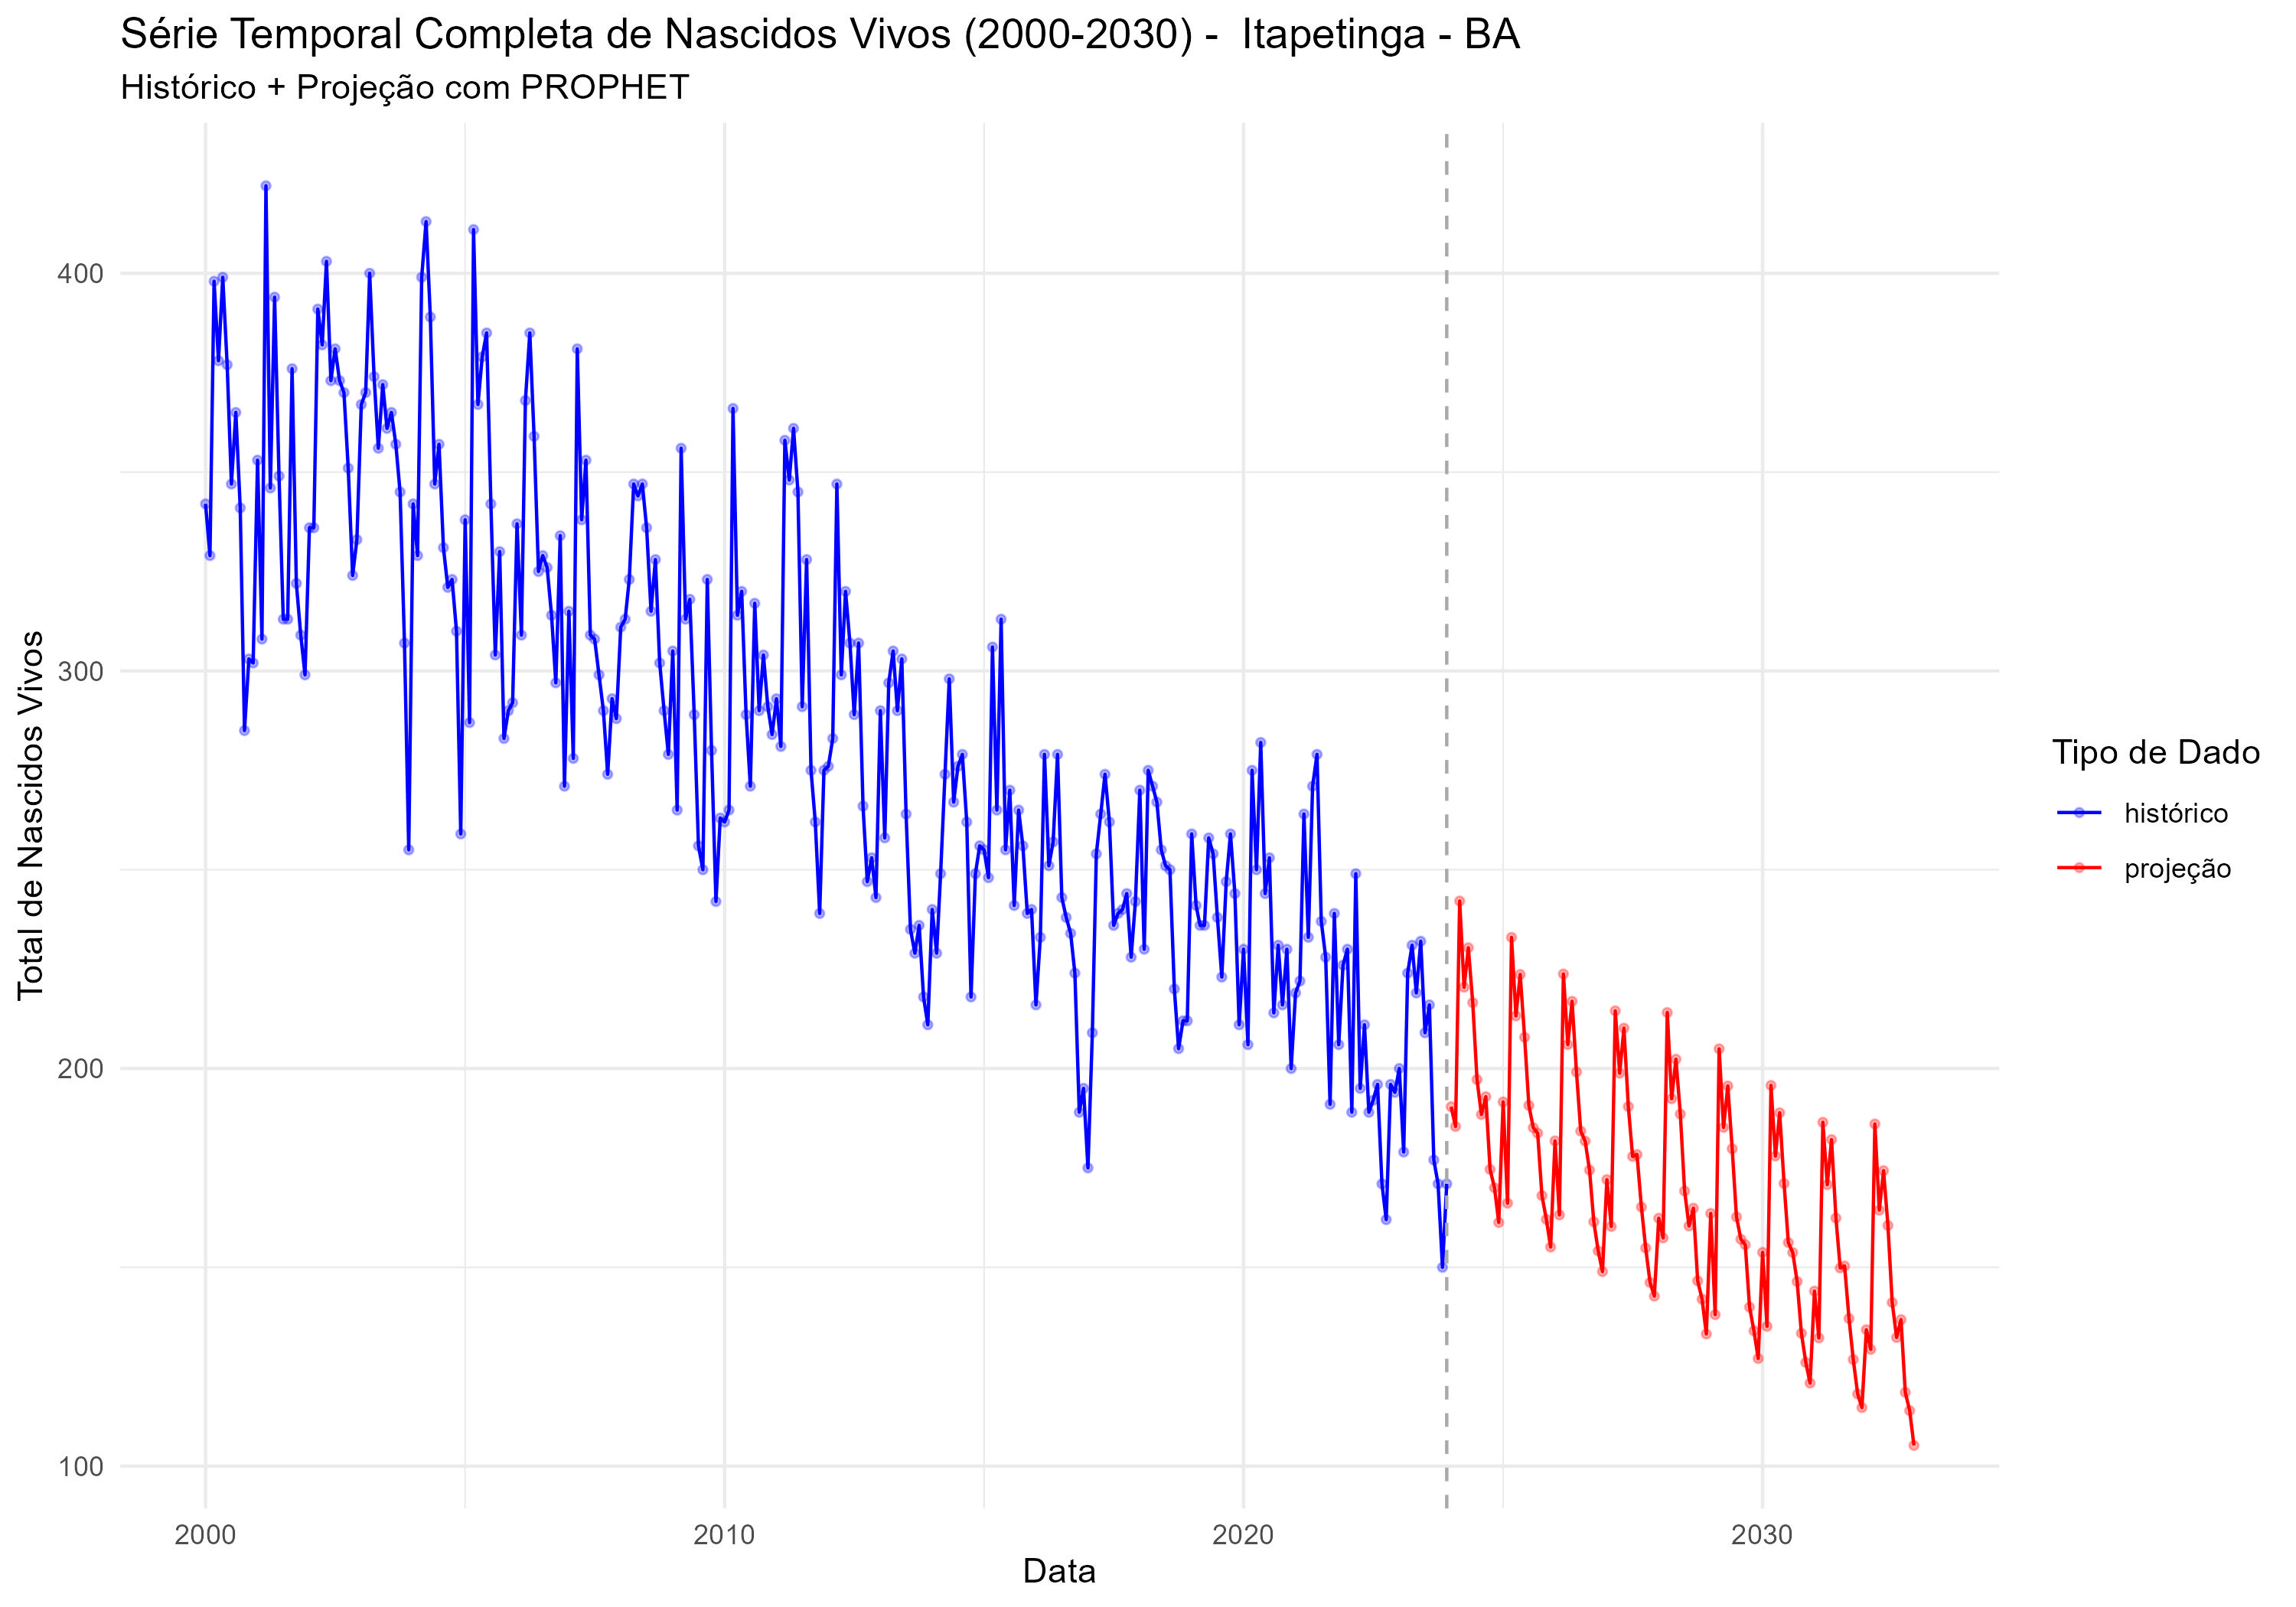 Série Temporal Completa de Nascidos Vivos (2000-2030) -  Itapetinga - BA
Histórico + Projeção com PROPHET
Total de Nascidos Vivos
400
300
200
100
2000
2010
2020
2030
Data
Tipo de Dado
histórico
projeção